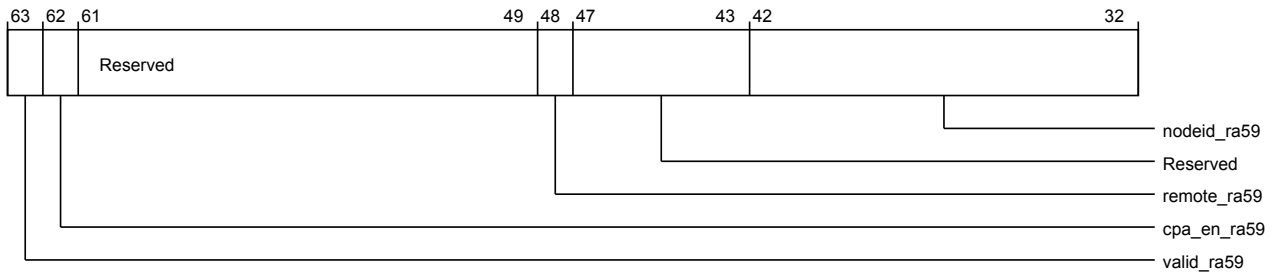 63 62 61 49 48 47 43 42 32
Reserved
nodeid_ra59
Reserved
remote_ra59
cpa_en_ra59
valid_ra59